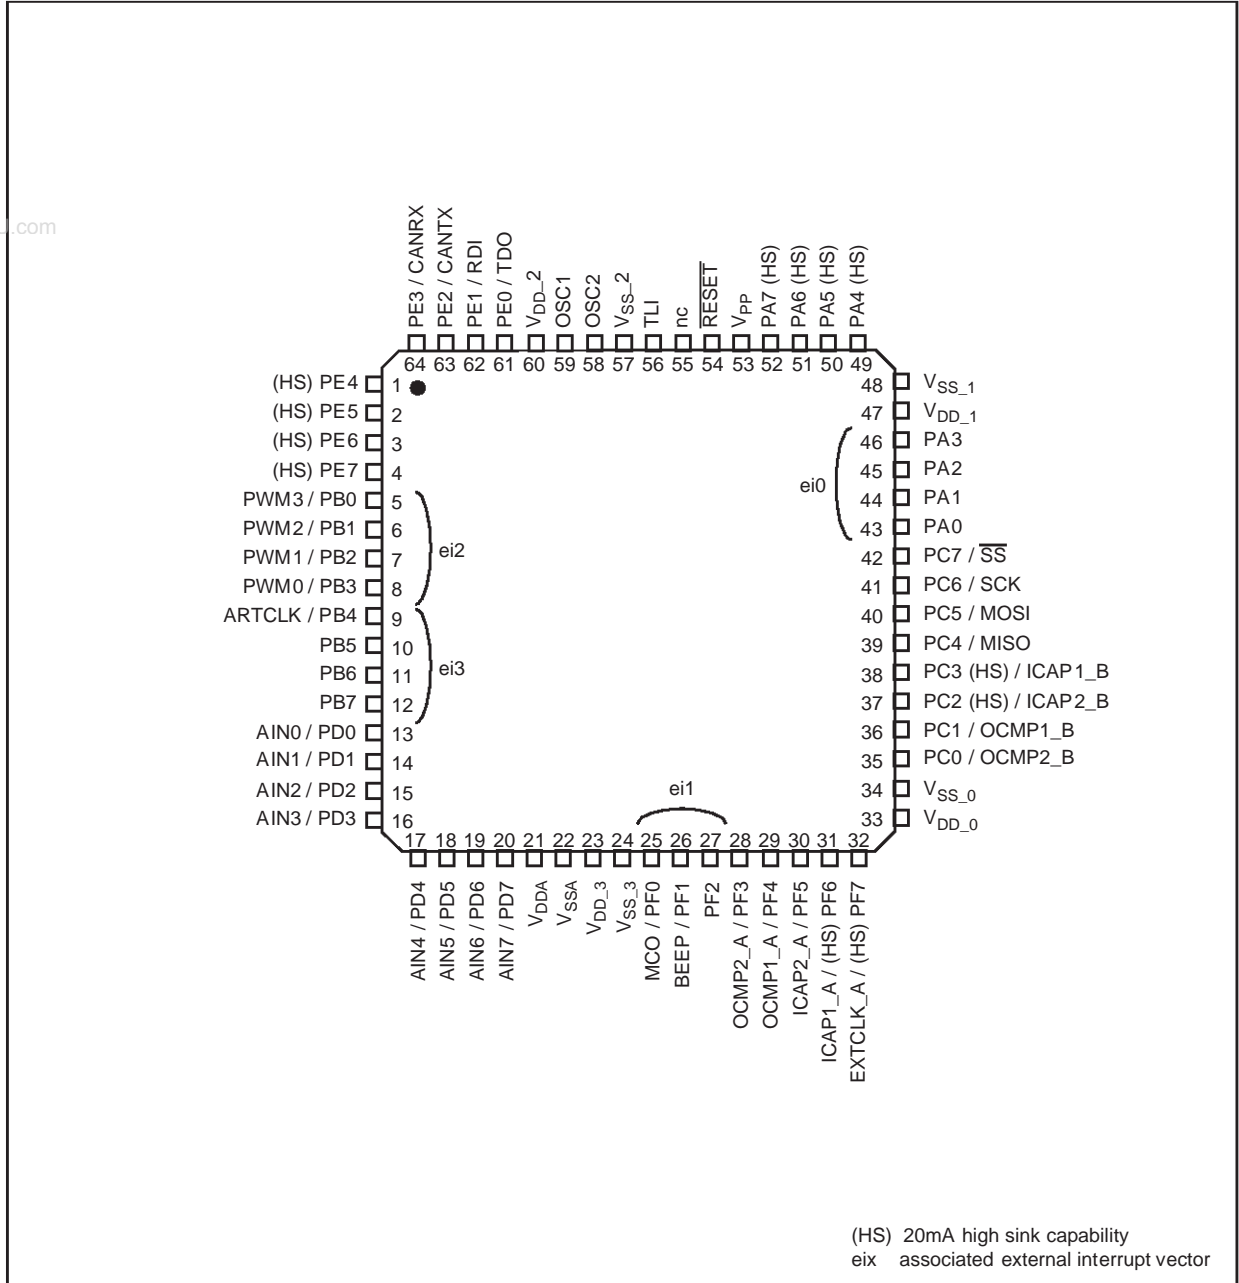 J.com
PE3 / CANRX
PE2 / CANTX
PE1 / RDI
PE0 / TDO
VDD_2
OSC1
OSC2
VSS_2
TLI
nc
RESET
VPP
PA7 (HS)
PA6 (HS)
PA5 (HS)
PA4 (HS)
64 63 62 61 60 59 58 57 56 55 54 53 52 51 50 49
(HS) PE4 1
(HS) PE5 2
(HS) PE6 3
(HS) PE7 4
PWM3 / PB0 5
PWM2 / PB1 6
PWM1 / PB2 7
PWM0 / PB3 8
ei2
ARTCLK / PB4 9
PB5 10
PB6 11
PB7 12
ei3
AIN0 / PD0 13
AIN1 / PD1 14
AIN2 / PD2 15
AIN3 / PD3 16
48 VSS_1
47 VDD_1
46 PA3
45 PA2
ei0
44 PA1
43 PA0
42 PC7 / SS
41 PC6 / SCK
40 PC5 / MOSI
39 PC4 / MISO
38 PC3 (HS) / ICAP1_B
37 PC2 (HS) / ICAP2_B
36 PC1 / OCMP1_B
35 PC0 / OCMP2_B
34 VSS_0
33 VDD_0
ei1
17 18 19 20 21 22 23 24 25 26 27 28 29 30 31 32
AIN4 / PD4
AIN5 / PD5
AIN6 / PD6
AIN7 / PD7
VDDA
VSSA
VDD_3
VSS_3
MCO / PF0
BEEP / PF1
PF2
OCMP2_A / PF3
OCMP1_A / PF4
ICAP2_A / PF5
ICAP1_A / (HS) PF6
EXTCLK_A / (HS) PF7
(HS) 20mA high sink capability
eix associated external interrupt vector